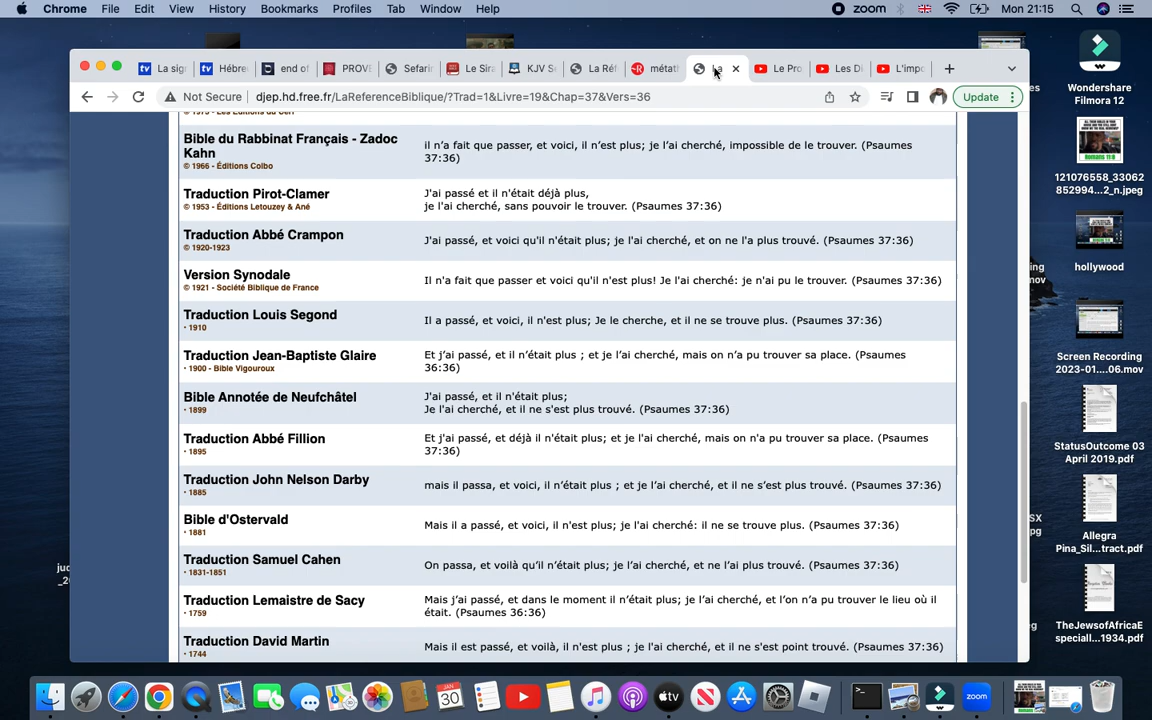 Chrome File Edit View History Bookmarks Profiles Tab Window Help zoom Mon 21:15
La sig Hébre end of PROVE Sefarin Le Sira KJV S La Réf métath La Le Pro Les Di L'impo
Not Secure djep.hd.free.fr/LaReferenceBiblique/?Trad=1&Livre=19&Chap=37&Vers=36 Update
Bible du Rabbinat Français - Zadoc
Kahn
© 1966 - Éditions Colbo
il n'a fait que passer, et voici, il n'est plus; je l'ai cherché, impossible de le trouver. (Psaumes
37:36)
Traduction Pirot-Clamer
© 1953 - Éditions Letouzey & Ané
J'ai passé et il n'était déjà plus,
je l'ai cherché, sans pouvoir le trouver. (Psaumes 37:36)
Traduction Abbé Crampon
© 1920-1923
J'ai passé, et voici qu'il n'était plus; je l'ai cherché, et on ne l'a plus trouvé. (Psaumes 37:36)
Version Synodale
© 1921 - Société Biblique de France
Il n'a fait que passer et voici qu'il n'est plus! Je l'ai cherché: je n'ai pu le trouver. (Psaumes 37:36)
Traduction Louis Segond
• 1910
Il a passé, et voici, il n'est plus; Je le cherche, et il ne se trouve plus. (Psaumes 37:36)
Traduction Jean-Baptiste Glaire
• 1900 - Bible Vigouroux
Et j'ai passé, et il n'était plus ; et je l'ai cherché, mais on n'a pu trouver sa place. (Psaumes
36:36)
Bible Annotée de Neufchâtel
• 1899
J'ai passé, et il n'était plus;
Je l'ai cherché, et il ne s'est plus trouvé. (Psaumes 37:36)
Traduction Abbé Fillion
• 1895
Et j'ai passé, et déjà il n'était plus; et je l'ai cherché, mais on n'a pu trouver sa place. (Psaumes
37:36)
Traduction John Nelson Darby
• 1885
mais il passa, et voici, il n'était plus ; et je l'ai cherché, et il ne s'est plus trouvé. (Psaumes 37:36)
Bible d'Ostervald
• 1881
Mais il a passé, et voici, il n'est plus; je l'ai cherché: il ne se trouve plus. (Psaumes 37:36)
Traduction Samuel Cahen
• 1831-1851
On passa, et voilà qu'il n'était plus; je l'ai cherché, et ne l'ai plus trouvé. (Psaumes 37:36)
Traduction Lemaistre de Sacy
• 1759
Mais j'ai passé, et dans le moment il n'était plus; je l'ai cherché, et l'on n'a pu trouver le lieu où il
était. (Psaumes 36:36)
Traduction David Martin
• 1744
Mais il est passé, et voilà, il n'est plus ; je l'ai cherché, et il ne s'est point trouvé. (Psaumes 37:36)
Wondershare
Filmora 12
121076558_33062
852994...2_n.jpeg
hollywood
Screen Recording
2023-01....06.mov
StatusOutcome 03
April 2019.pdf
Allegra
Pina_Sil...tract.pdf
TheJewsofAfricaE
speciall...1934.pdf
JAN
30
tv
zoom